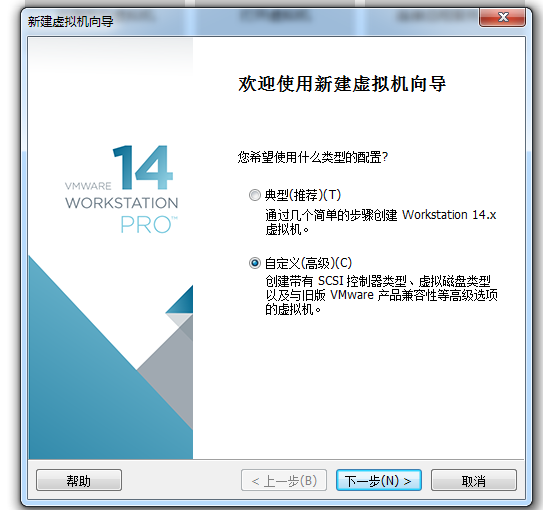 新建虚拟机向导
欢迎使用新建虚拟机向导
14
VMWARE
WORKSTATION
PRO™
您希望使用什么类型的配置?
典型(推荐)(T)
通过几个简单的步骤创建 Workstation 14.x
虚拟机。
自定义(高级)(C)
创建带有 SCSI 控制器类型、虚拟磁盘类型
以及与旧版 VMware 产品兼容性等高级选项
的虚拟机。
帮助
< 上一步(B)
下一步(N) >
取消